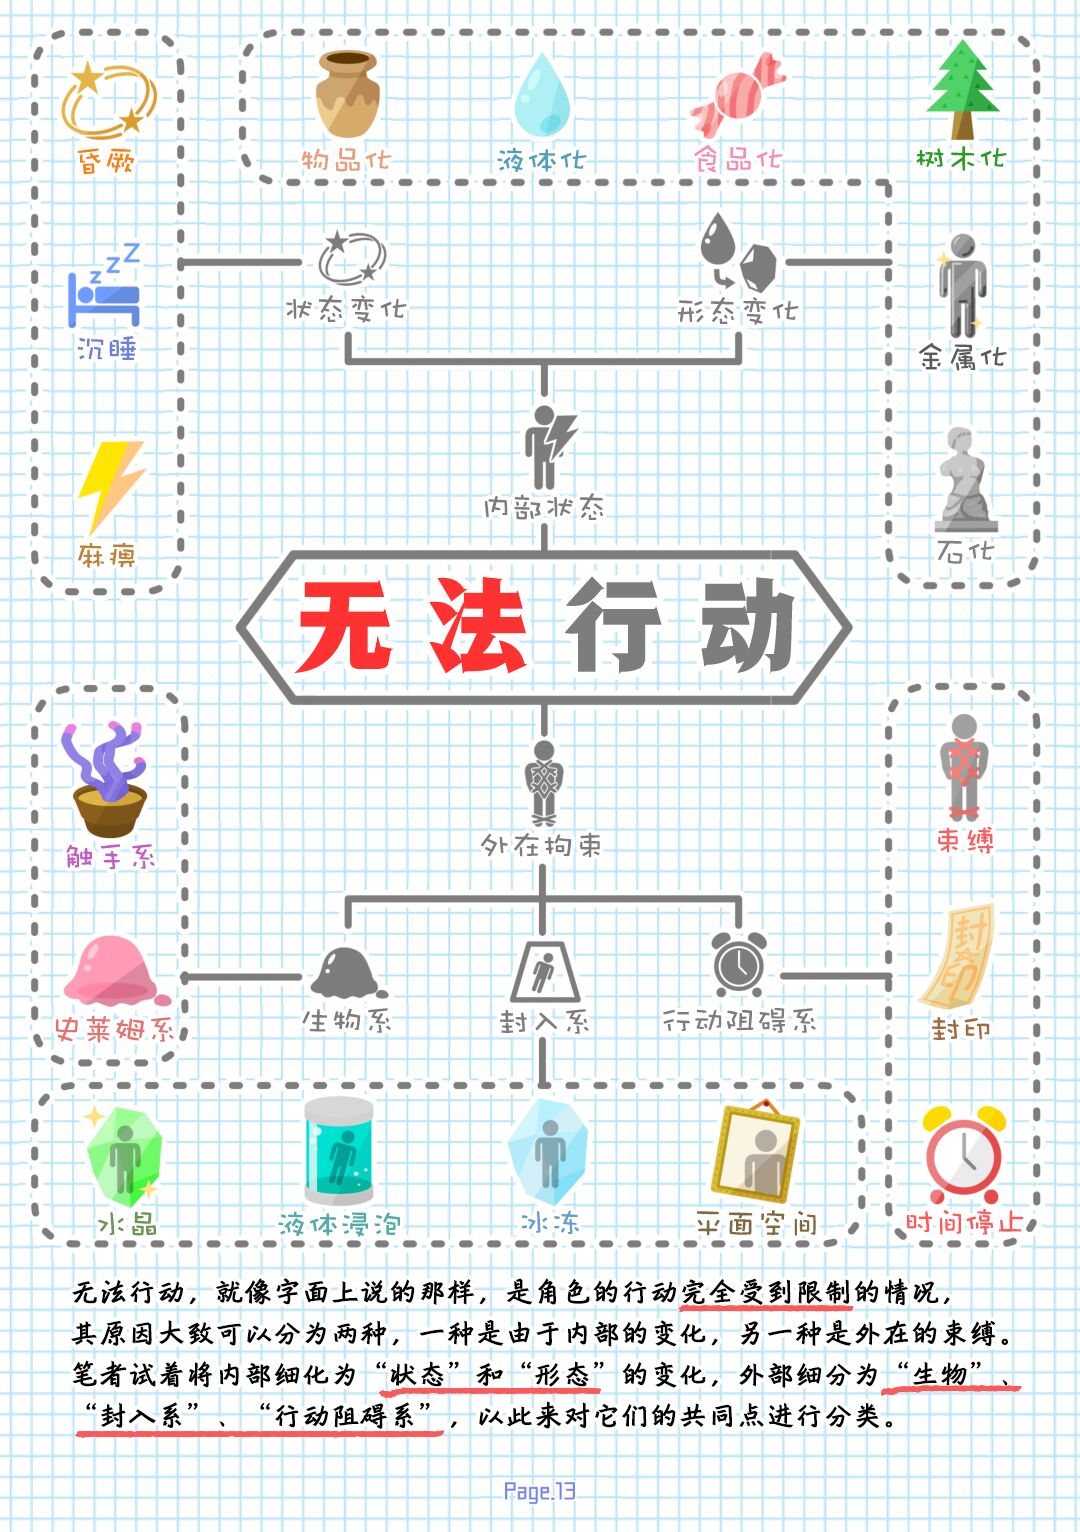 昏厥
物品化
液体化
食品化
树木化
沉睡
状态变化
形态变化
金属化
麻痹
内部状态
石化
无法行动
触手系
外在拘束
束缚
史莱姆系
生物系
封入系
行动阻碍系
封印
封印
水晶
液体浸泡
冰冻
平面空间
时间停止
无法行动，就像字面上说的那样，是角色的行动完全受到限制的情况，
其原因大致可以分为两种，一种是由于内部的变化，另一种是外在的束缚。
笔者试着将内部细化为“状态”和“形态”的变化，外部细分为“生物”、
“封入系”、“行动阻碍系”，以此来对它们的共同点进行分类。
Page.13